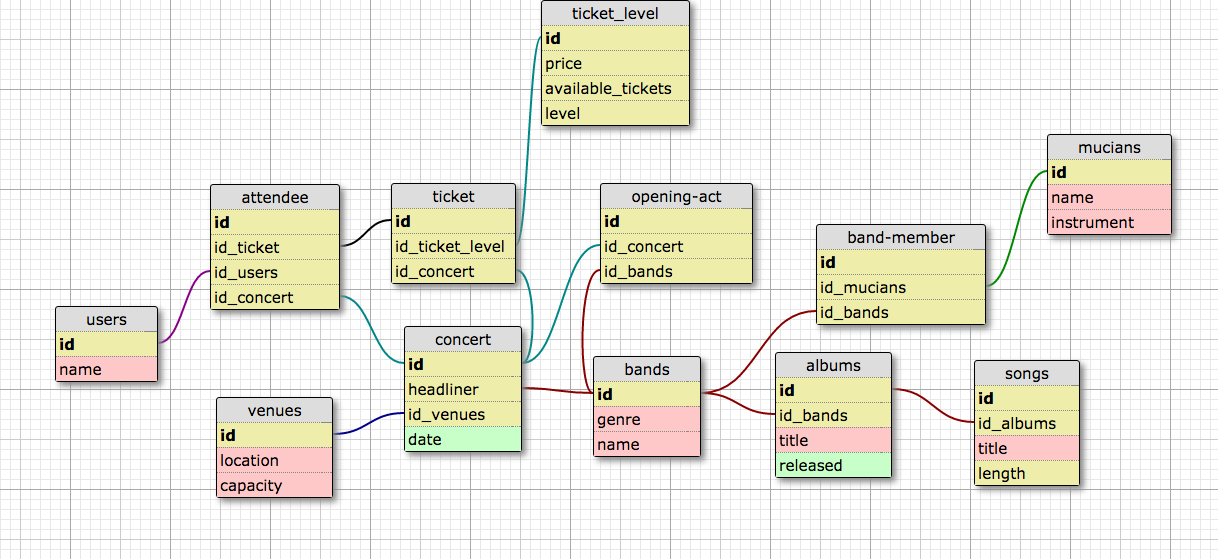 ticket_level
id
price
available_tickets
level
mucians
id
name
instrument
attendee
id
id_ticket
id_users
id_concert
ticket
id
id_ticket_level
id_concert
opening-act
id
id_concert
id_bands
band-member
id
id_mucians
id_bands
users
id
name
concert
id
headliner
id_venues
date
bands
id
genre
name
albums
id
id_bands
title
released
songs
id
id_albums
title
length
venues
id
location
capacity